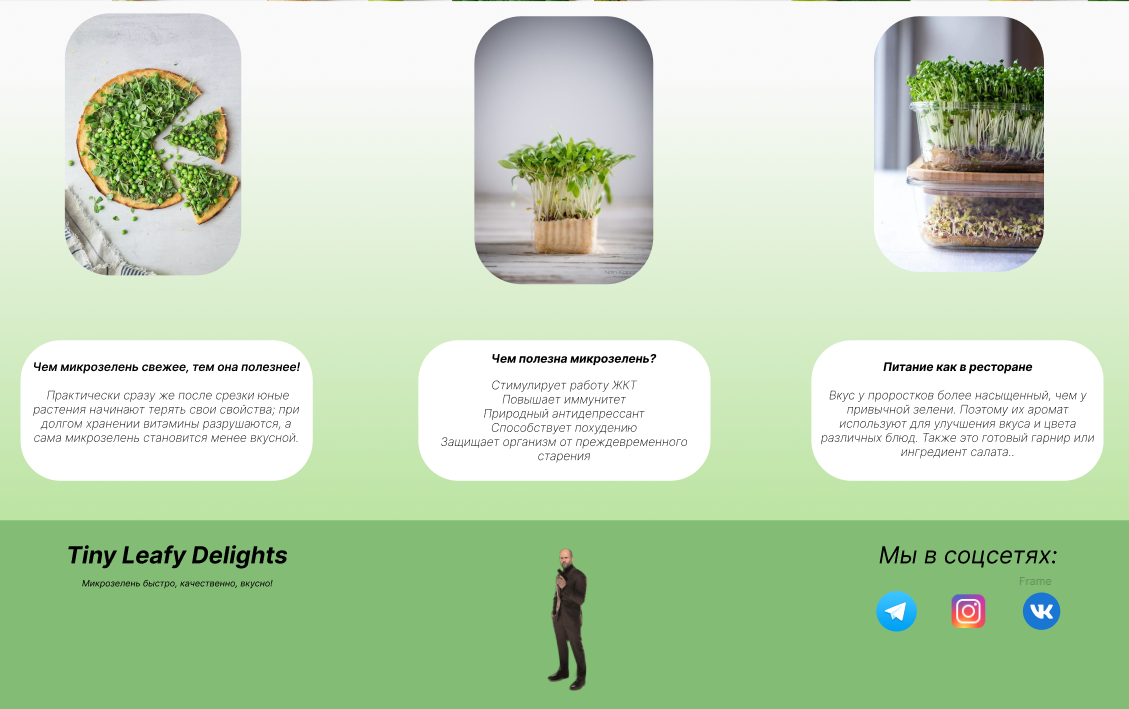 Чем микрозелень свежее, тем она полезнее!
Практически сразу же после срезки юные
растения начинают терять свои свойства; при
долгом хранении витамины разрушаются, а
сама микрозелень становится менее вкусной.
Чем полезна микрозелень?
Стимулирует работу ЖКТ
Повышает иммунитет
Природный антидепрессант
Способствует похудению
Защищает организм от преждевременного
старения
Питание как в ресторане
Вкус у проростков более насыщенный, чем у
привычной зелени. Поэтому их аромат
используют для улучшения вкуса и цвета
различных блюд. Также это готовый гарнир или
ингредиент салата..
Tiny Leafy Delights
Микрозелень быстро, качественно, вкусно!
Мы в соцсетях:
Frame